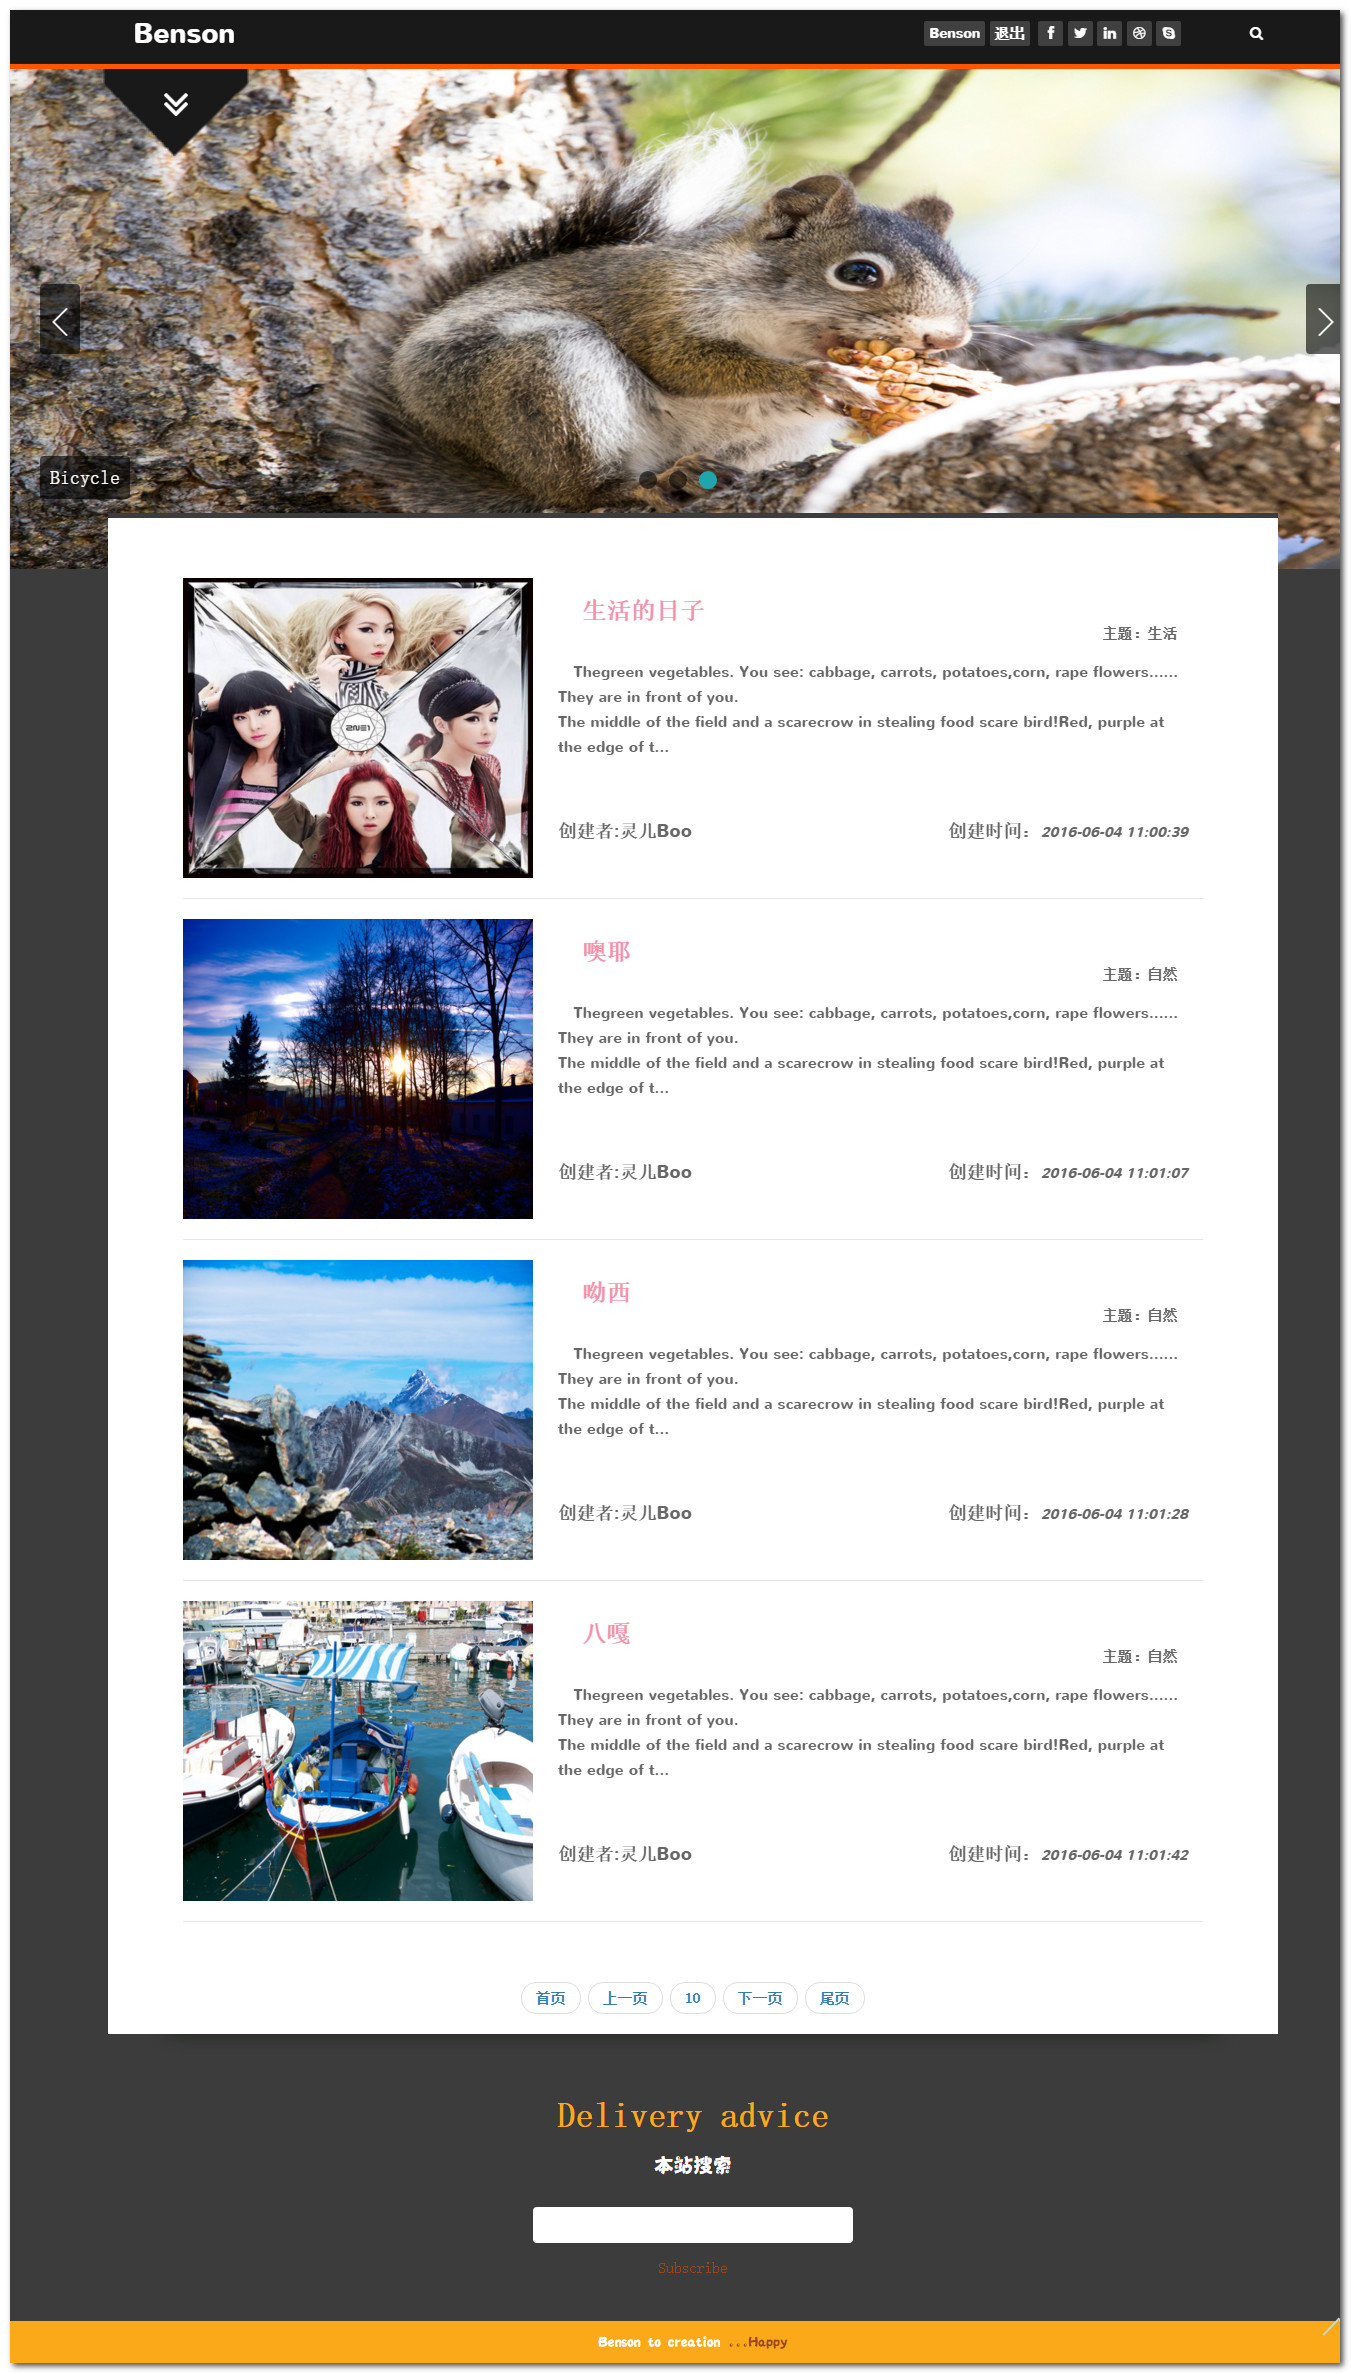 Benson
Benson 退出
Bicycle
2NE1
生活的日子
主题：生活
Thegreen vegetables. You see: cabbage, carrots, potatoes,corn, rape flowers......
They are in front of you.
The middle of the field and a scarecrow in stealing food scare bird!Red, purple at
the edge of t...
创建者:灵儿Boo 创建时间：2016-06-04 11:00:39
噢耶
主题：自然
Thegreen vegetables. You see: cabbage, carrots, potatoes,corn, rape flowers......
They are in front of you.
The middle of the field and a scarecrow in stealing food scare bird!Red, purple at
the edge of t...
创建者:灵儿Boo 创建时间：2016-06-04 11:01:07
呦西
主题：自然
Thegreen vegetables. You see: cabbage, carrots, potatoes,corn, rape flowers......
They are in front of you.
The middle of the field and a scarecrow in stealing food scare bird!Red, purple at
the edge of t...
创建者:灵儿Boo 创建时间：2016-06-04 11:01:28
八嘎
主题：自然
Thegreen vegetables. You see: cabbage, carrots, potatoes,corn, rape flowers......
They are in front of you.
The middle of the field and a scarecrow in stealing food scare bird!Red, purple at
the edge of t...
创建者:灵儿Boo 创建时间：2016-06-04 11:01:42
首页 上一页 10 下一页 尾页
Delivery advice
本站搜索
Subscribe
Benson to creation ...Happy